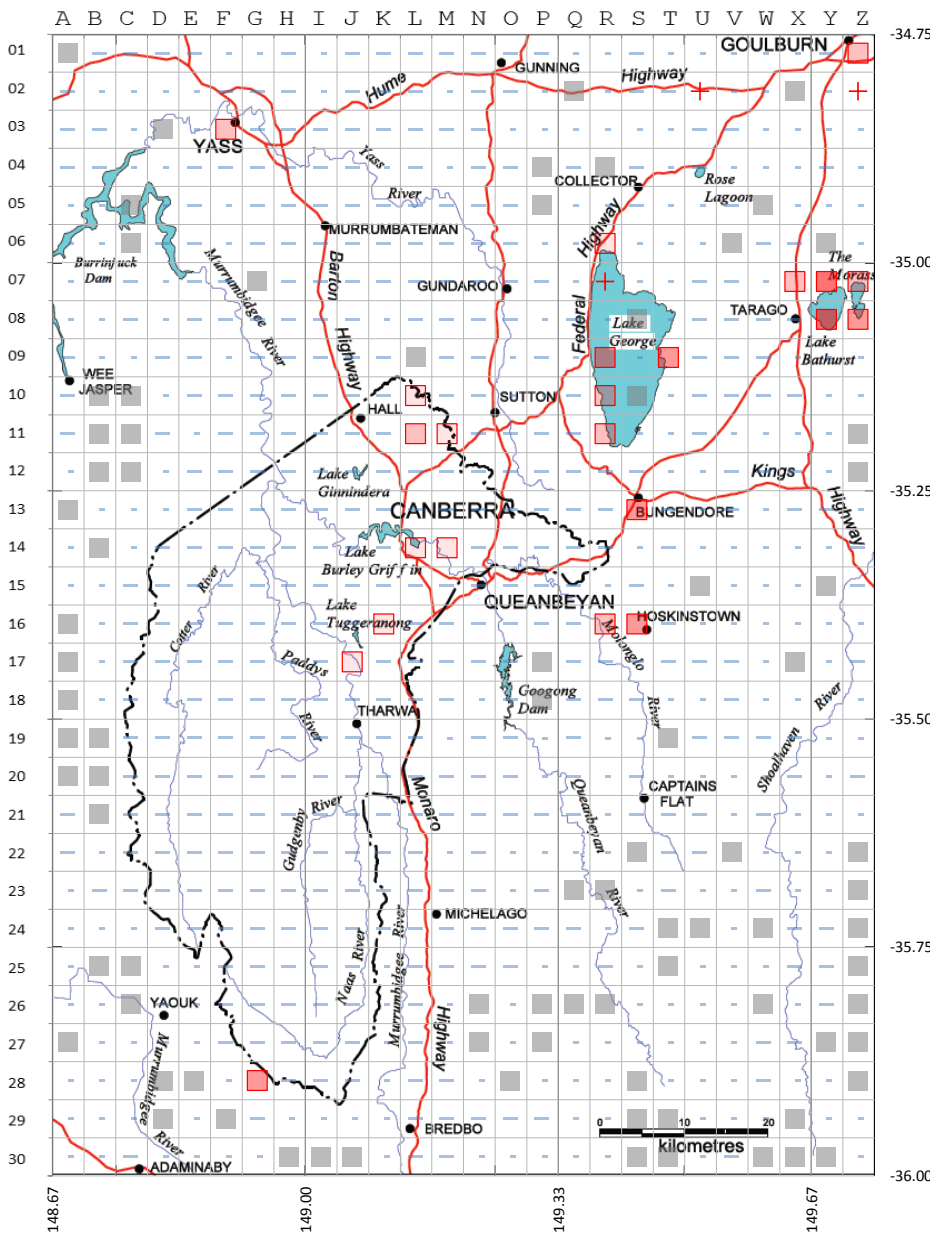 A B C D E F G H I J K L M N O P Q R S T U V W X Y Z
01
02
03
04
05
06
07
08
09
10
11
12
13
14
15
16
17
18
19
20
21
22
23
24
25
26
27
28
29
30
-34.75
-35.00
-35.25
-35.50
-35.75
-36.00
148.67
149.00
149.33
149.67
GOULBURN
GUNNING
Hume
Highway
YASS
Yass
River
COLLECTOR
Rose
Lagoon
MURRUMBATEMAN
Highway
Federal
Burrinjuck
Dam
Murrumbidgee
River
Barton
Highway
GUNDAROO
The
Morass
TARAGO
Lake
George
Lake
Bathurst
WEE
JASPER
SUTTON
HALL
Lake
Ginnindera
Kings
Highway
CANBERRA
BUNGENDORE
Lake
Burley Griffin
QUEANBEYAN
Cotter
River
Lake
Tuggeranong
HOSKINSTOWN
Molonglo
River
Paddys
River
Googong
Dam
THARWA
Shoalhaven
River
CAPTAINS
FLAT
Monaro
Highway
Queanbeyan
River
Gudgenby
River
MICHELAGO
Naas
River
Murrumbidgee
River
YAOUK
Murrumbidgee
River
0 10 20
kilometres
BREDBO
ADAMINABY